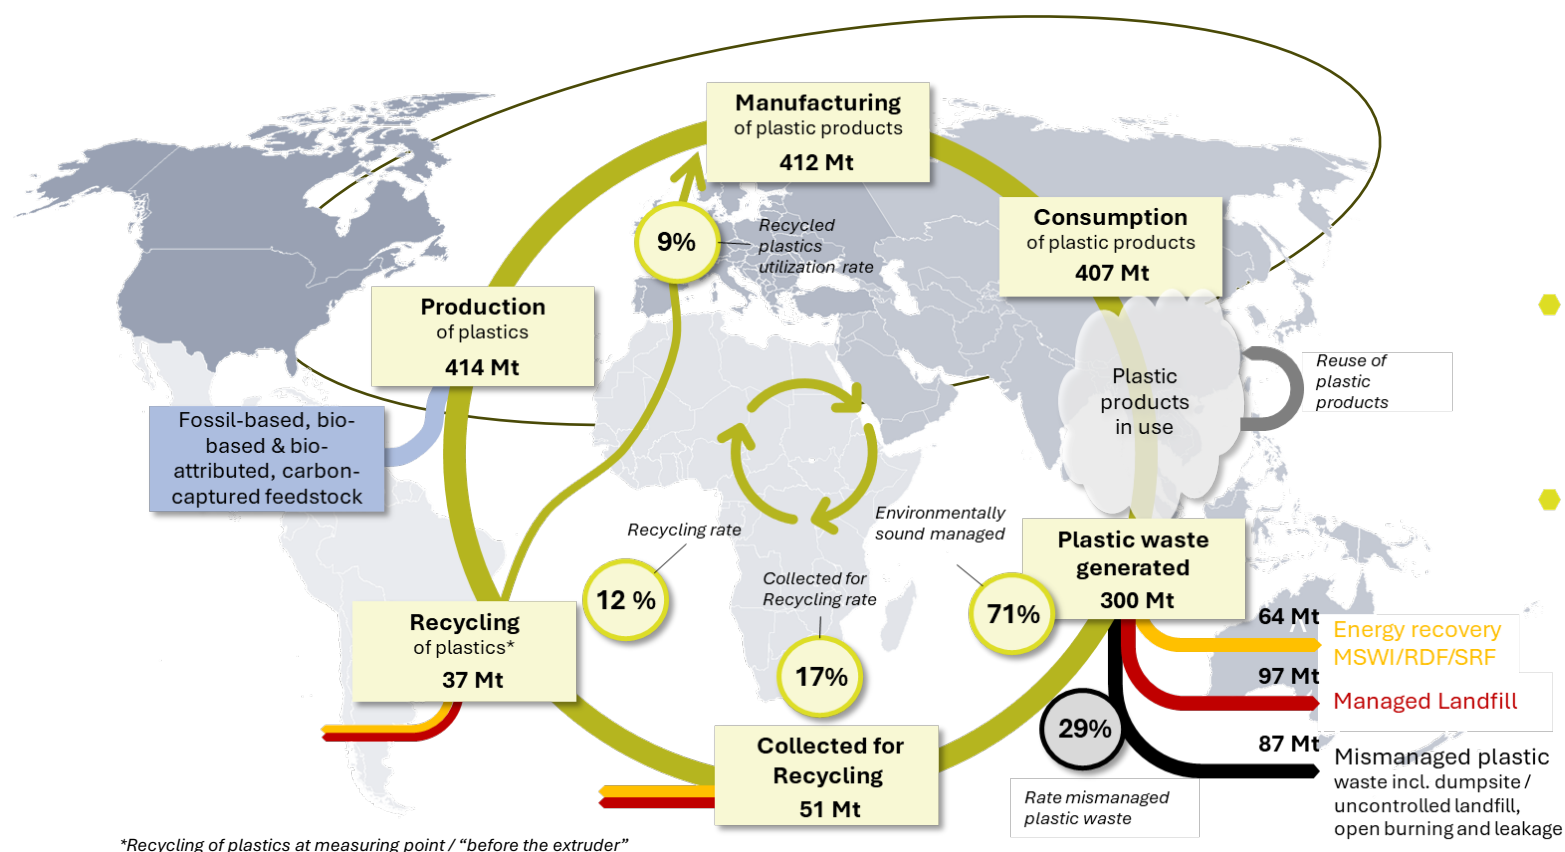 Manufacturing
of plastic products
412 Mt
Consumption
of plastic products
407 Mt
9%
Recycled
plastics
utilization rate
Production
of plastics
414 Mt
Fossil-based, bio-
based & bio-
attributed, carbon-
captured feedstock
Plastic
products
in use
Reuse of
plastic
products
Recycling rate
12 %
Environmentally
sound managed
71%
Plastic waste
generated
300 Mt
Collected for
Recycling rate
17%
Recycling
of plastics*
37 Mt
64 Mt
Energy recovery
MSWI/RDF/SRF
97 Mt
Managed Landfill
87 Mt
Mismanaged plastic
waste incl. dumpsite /
uncontrolled landfill,
open burning and leakage
29%
Rate mismanaged
plastic waste
Collected for
Recycling
51 Mt
*Recycling of plastics at measuring point / “before the extruder”